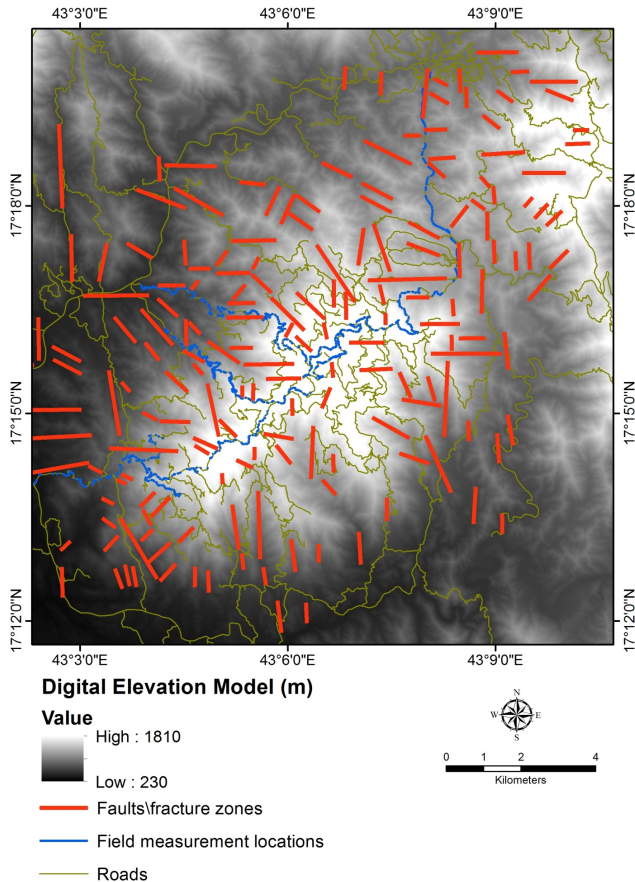 43°3'0"E 43°6'0"E 43°9'0"E
17°18'0"N 17°18'0"N
17°15'0"N 17°15'0"N
17°12'0"N 17°12'0"N
43°3'0"E 43°6'0"E 43°9'0"E
Digital Elevation Model (m)
Value
High : 1810
Low : 230
N
W E
S
0 1 2 4
Kilometers
Faults\fracture zones
Field measurement locations
Roads